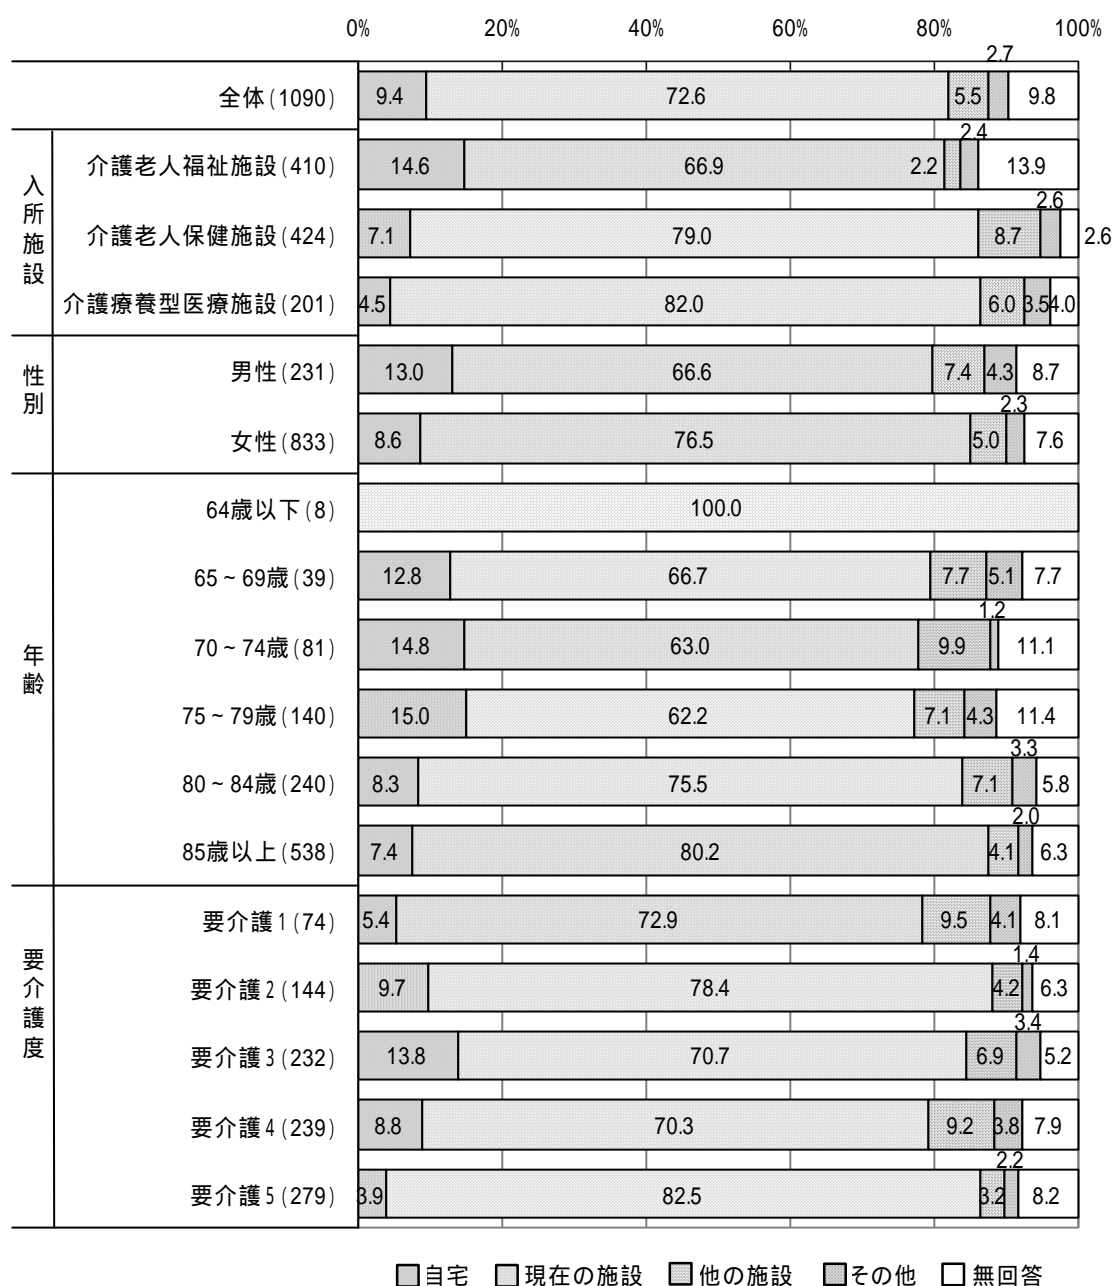 0% 20% 40% 60% 80% 100%
2.7
全体(1090) 9.4 72.6 5.5 9.8
入所施設
2.4
介護老人福祉施設(410) 14.6 66.9 2.2 13.9
2.6
介護老人保健施設(424) 7.1 79.0 8.7 2.6
介護療養型医療施設(201) 4.5 82.0 6.0 3.5 4.0
性別
男性(231) 13.0 66.6 7.4 4.3 8.7
2.3
女性(833) 8.6 76.5 5.0 7.6
年齢
64歳以下(8) 100.0
65~69歳(39) 12.8 66.7 7.7 5.1 7.7
1.2
70~74歳(81) 14.8 63.0 9.9 11.1
75~79歳(140) 15.0 62.2 7.1 4.3 11.4
3.3
80~84歳(240) 8.3 75.5 7.1 5.8
2.0
85歳以上(538) 7.4 80.2 4.1 6.3
要介護度
要介護1(74) 5.4 72.9 9.5 4.1 8.1
1.4
要介護2(144) 9.7 78.4 4.2 6.3
3.4
要介護3(232) 13.8 70.7 6.9 5.2
要介護4(239) 8.8 70.3 9.2 3.8 7.9
2.2
要介護5(279) 3.9 82.5 3.2 8.2
自宅 現在の施設 他の施設 その他 無回答